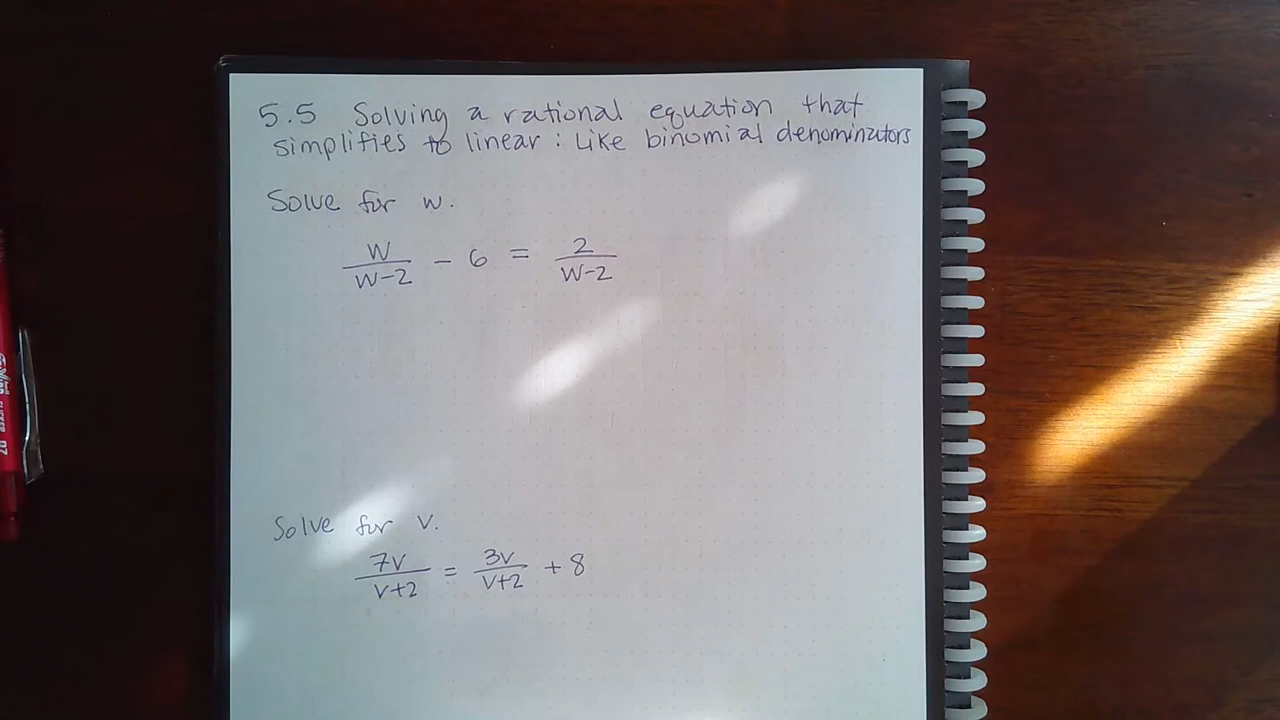 5.5 Solving a rational equation that
simplifies to linear : Like binomial denominators
Solve for w.
w/(w-2) - 6 = 2/(w-2)
Solve for v.
7v/(v+2) = 3v/(v+2) + 8